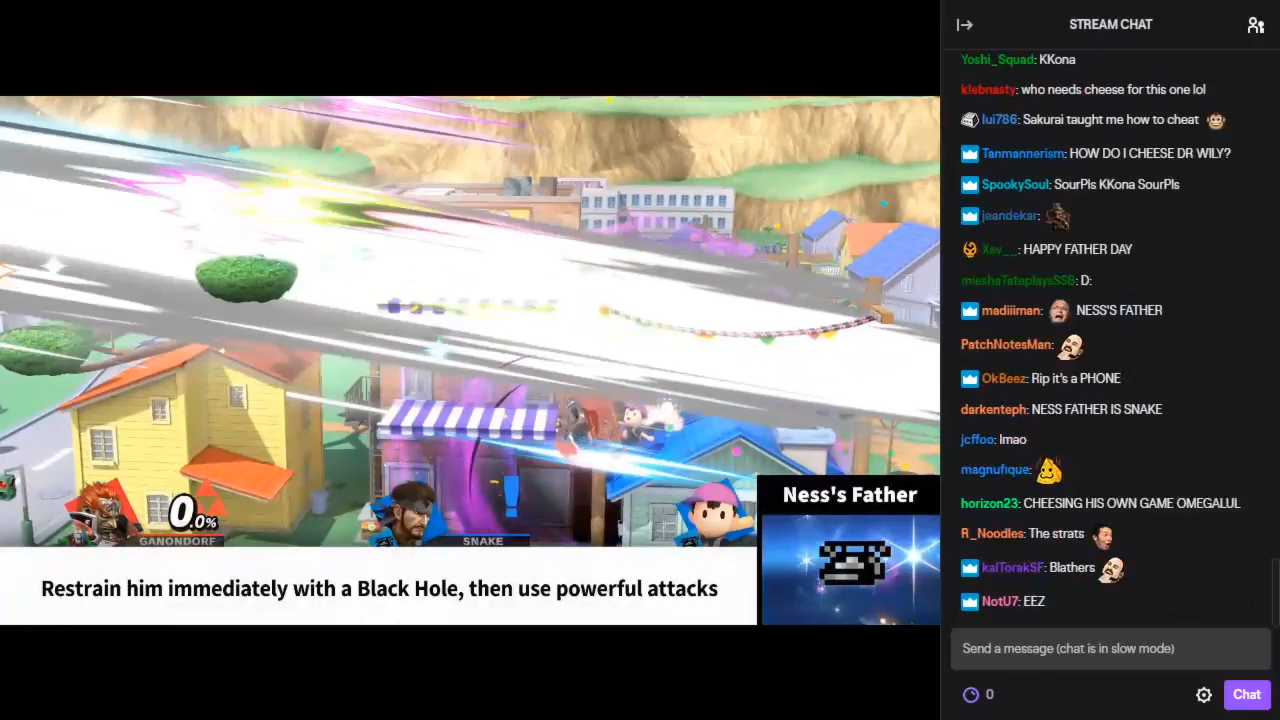 STREAM CHAT
Yoshi_Squad: KKona
klebnasty: who needs cheese for this one lol
lui786: Sakurai taught me how to cheat
Tanmannerism: HOW DO I CHEESE DR WILY?
SpookySoul: SourPls KKona SourPls
jeandekar:
Xav__: HAPPY FATHER DAY
mieshaTateplaysSSB: D:
madiiiman: NESS'S FATHER
PatchNotesMan:
OkBeez: Rip it's a PHONE
darkenteph: NESS FATHER IS SNAKE
jcffoo: lmao
magnufique:
horizon23: CHEESING HIS OWN GAME OMEGALUL
R_Noodles: The strats
kalTorakSF: Blathers
NotU7: EEZ
Send a message (chat is in slow mode)
0
Chat
0.0%
GANONDORF
SNAKE
Ness's Father
Restrain him immediately with a Black Hole, then use powerful attacks